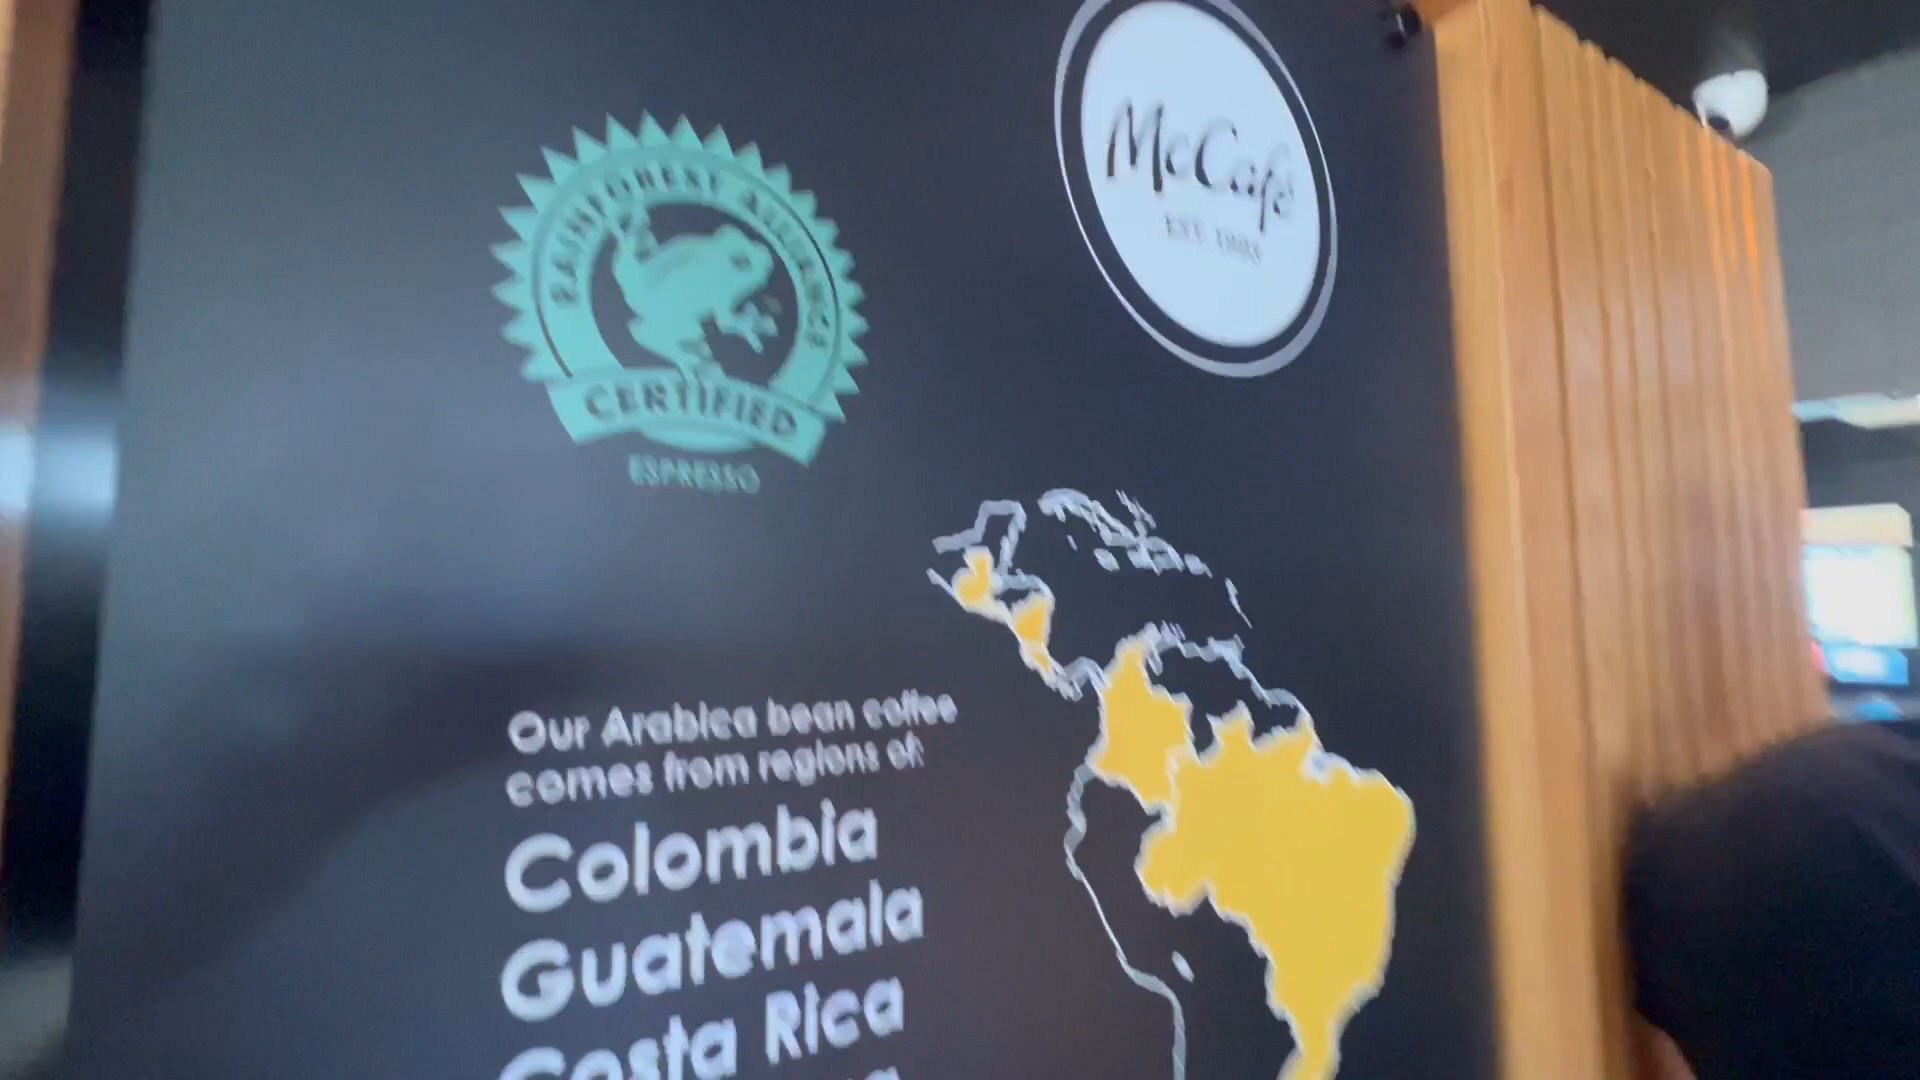 RAINFOREST ALLIANCE
CERTIFIED
ESPRESSO
McCafé
Our Arabica bean coffee
comes from regions of:
Colombia
Guatemala
Costa Rica